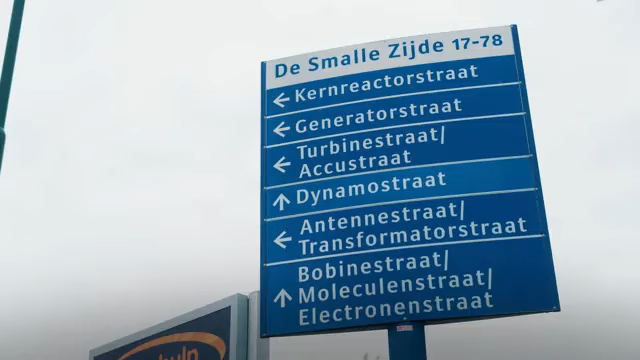 De Smalle Zijde 17-78
← Kernreactorstraat
← Generatorstraat
← Turbinestraat/
Accustraat
↑ Dynamostraat
← Antennestraat/
Transformatorstraat
↑ Bobinestraat/
Moleculenstraat/
Electronenstraat